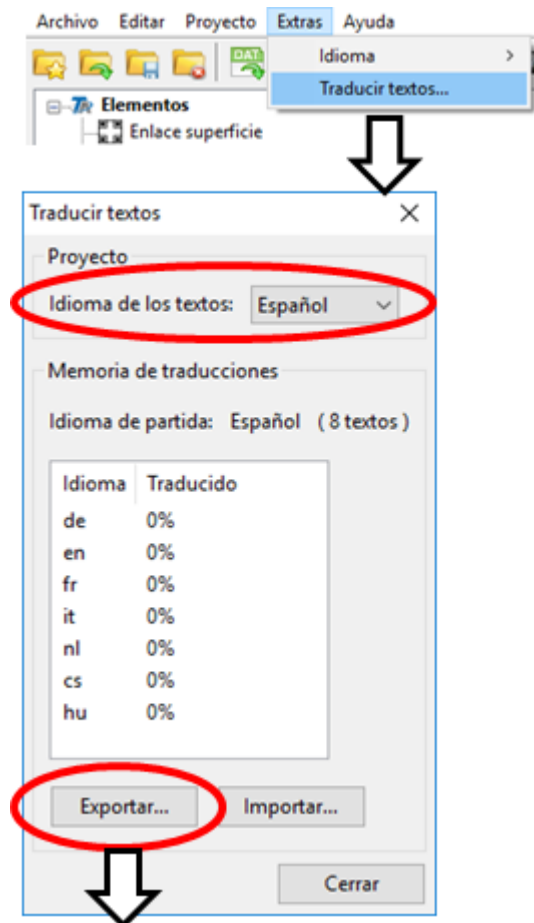 Archivo Editar Proyecto Extras Ayuda
DAT
Idioma >
Traducir textos...
TR Elementos
Enlace superficie
Traducir textos
Proyecto
Idioma de los textos: Español
Memoria de traducciones
Idioma de partida: Español ( 8 textos )
Idioma Traducido
de 0%
en 0%
fr 0%
it 0%
nl 0%
cs 0%
hu 0%
Exportar... Importar...
Cerrar